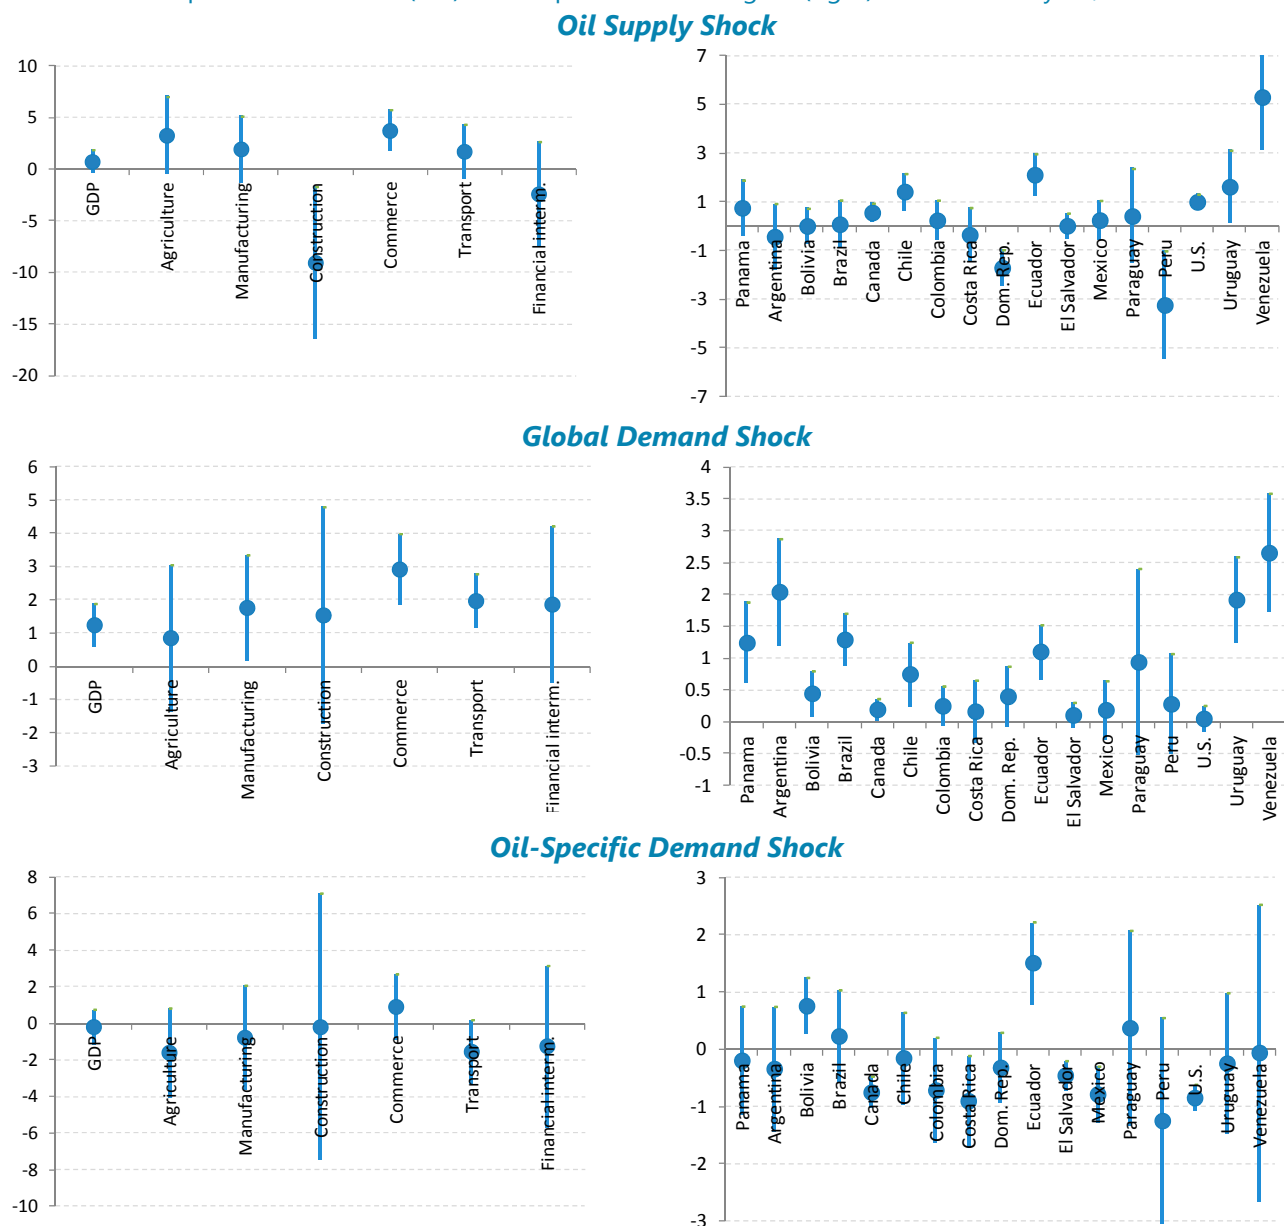 Oil Supply Shock
10
5
0
-5
-10
-15
-20
GDP
Agriculture
Manufacturing
Construction
Commerce
Transport
Financial interm.
7
5
3
1
-1
-3
-5
-7
Panama
Argentina
Bolivia
Brazil
Canada
Chile
Colombia
Costa Rica
Dom. Rep.
Ecuador
El Salvador
Mexico
Paraguay
Peru
U.S.
Uruguay
Venezuela
Global Demand Shock
6
5
4
3
2
1
0
-1
-2
-3
GDP
Agriculture
Manufacturing
Construction
Commerce
Transport
Financial interm.
4
3.5
3
2.5
2
1.5
1
0.5
0
-0.5
-1
Panama
Argentina
Bolivia
Brazil
Canada
Chile
Colombia
Costa Rica
Dom. Rep.
Ecuador
El Salvador
Mexico
Paraguay
Peru
U.S.
Uruguay
Venezuela
Oil-Specific Demand Shock
8
6
4
2
0
-2
-4
-6
-8
-10
GDP
Agriculture
Manufacturing
Construction
Commerce
Transport
Financial interm.
3
2
1
0
-1
-2
-3
Panama
Argentina
Bolivia
Brazil
Canada
Chile
Colombia
Costa Rica
Dom. Rep.
Ecuador
El Salvador
Mexico
Paraguay
Peru
U.S.
Uruguay
Venezuela